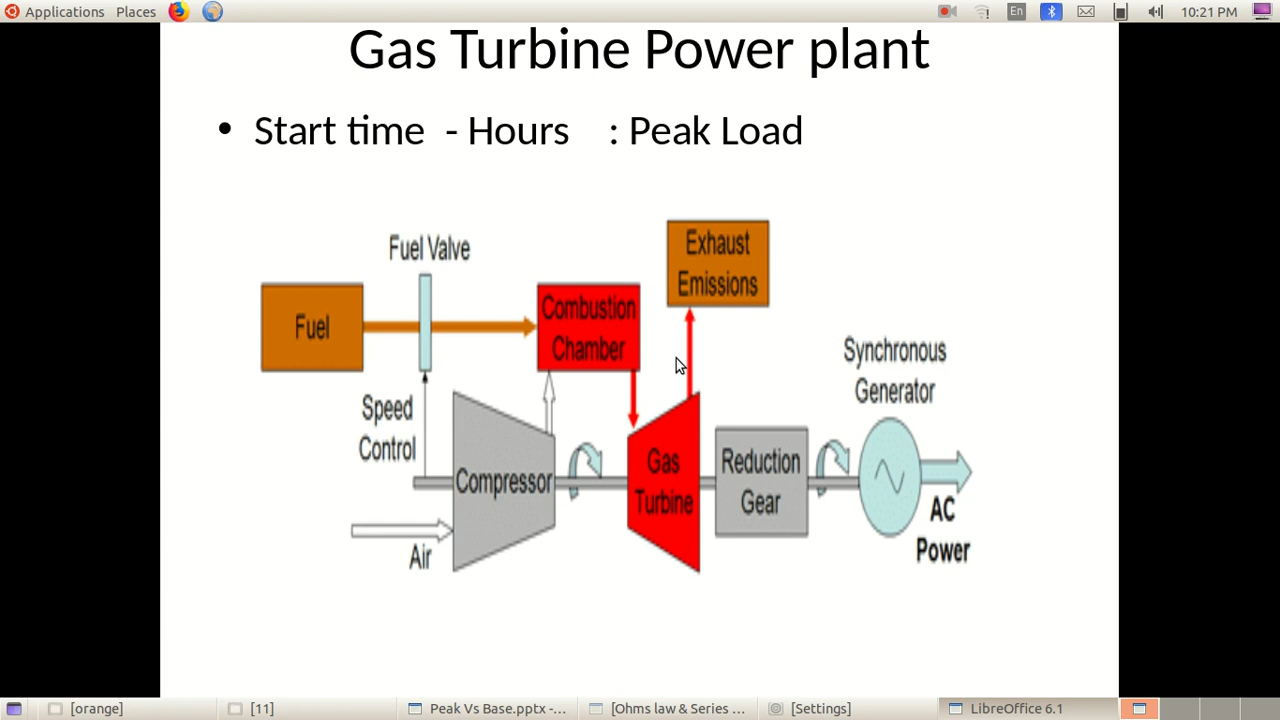 Applications Places En 10:21 PM
Gas Turbine Power plant
• Start time - Hours : Peak Load
Fuel Valve
Exhaust
Emissions
Fuel
Combustion
Chamber
Synchronous
Generator
Speed
Control
Compressor
Gas
Turbine
Reduction
Gear
Air
AC
Power
[orange] [11] Peak Vs Base.pptx -... [Ohms law & Series ... [Settings] LibreOffice 6.1